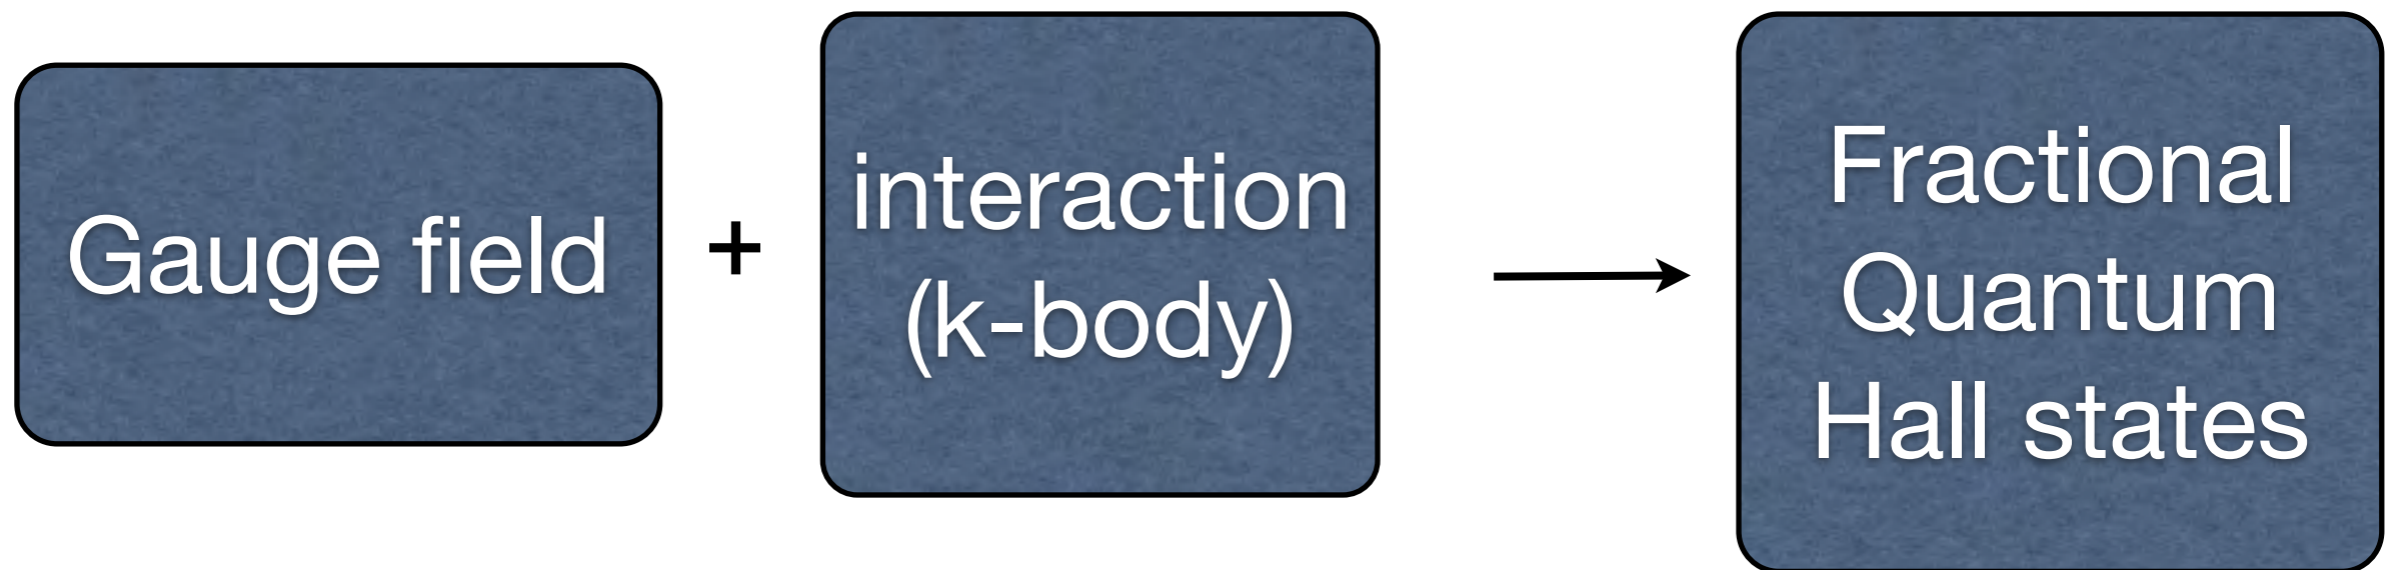 Gauge field
+
interaction
(k-body)
Fractional
Quantum
Hall states